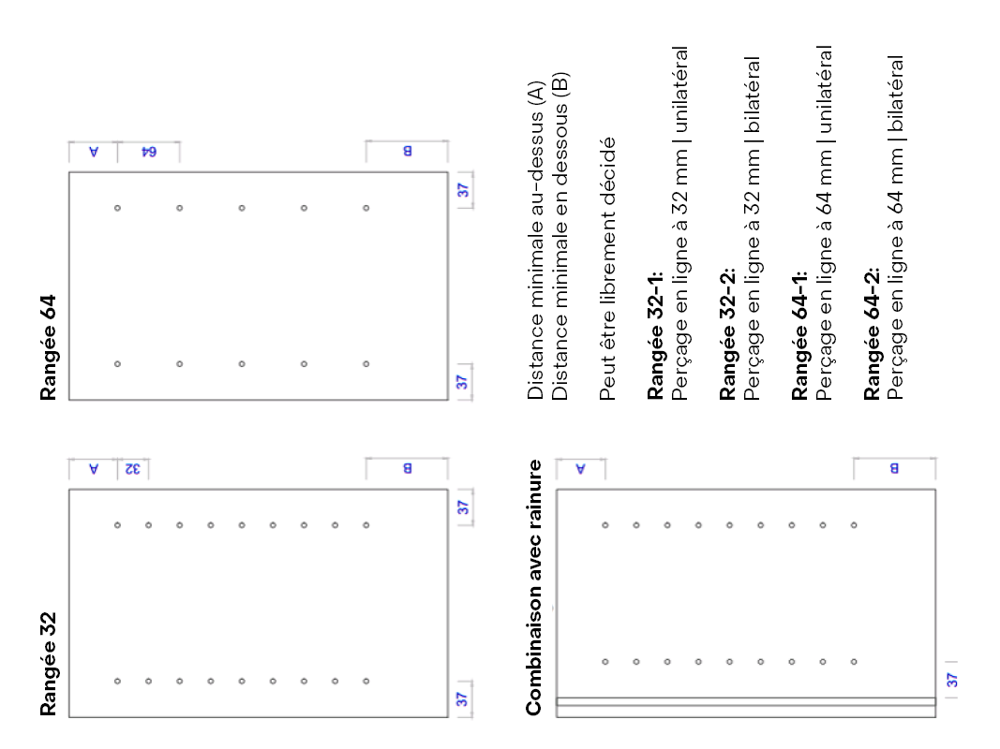 Rangée 32
A
32
B
37
37
Rangée 64
A
64
B
37
37
Combinaison avec rainure
A
B
37
Distance minimale au-dessus (A)
Distance minimale en dessous (B)
Peut être librement décidé
Rangée 32-1:
Perçage en ligne à 32 mm | unilatéral
Rangée 32-2:
Perçage en ligne à 32 mm | bilatéral
Rangée 64-1:
Perçage en ligne à 64 mm | unilatéral
Rangée 64-2:
Perçage en ligne à 64 mm | bilatéral